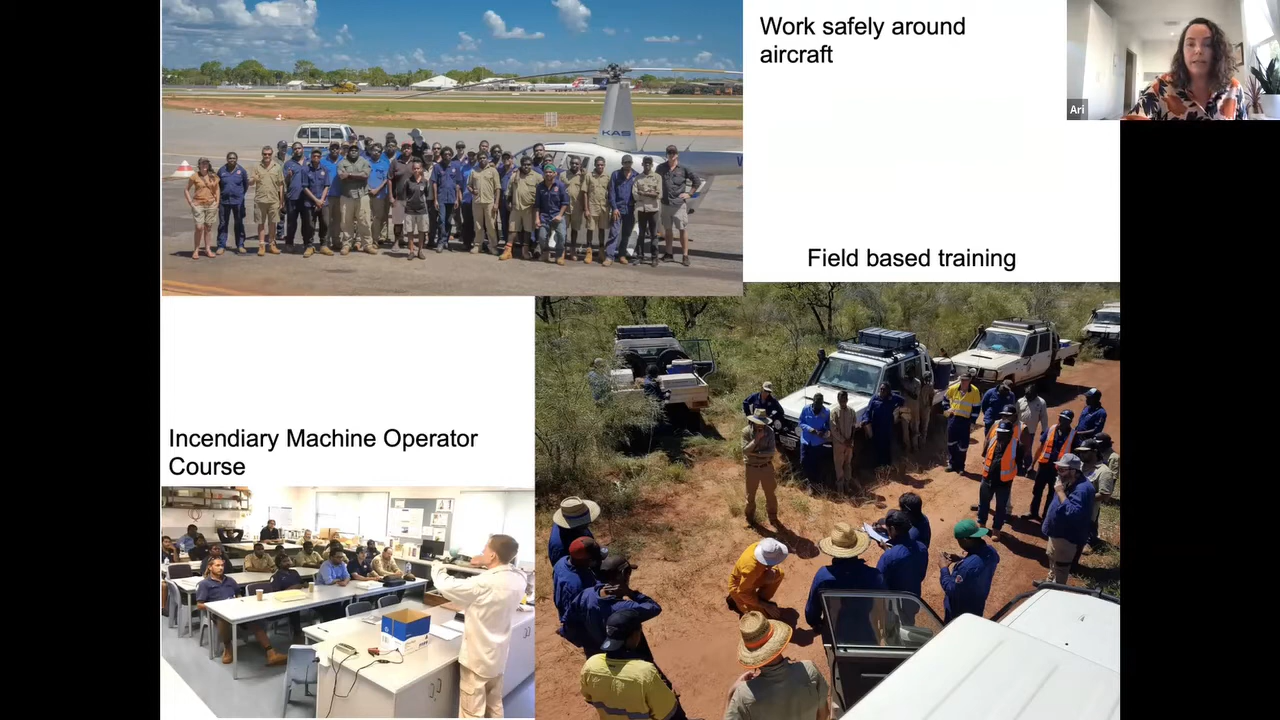 Work safely around
aircraft
Ari
KAS
Field based training
Incendiary Machine Operator
Course